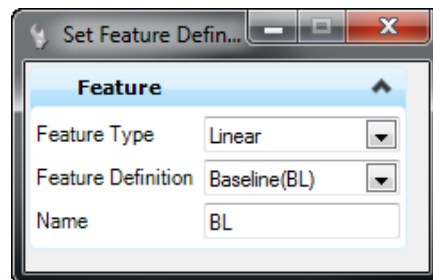 Set Feature Defin...
Feature
Feature Type Linear
Feature Definition Baseline(BL)
Name BL